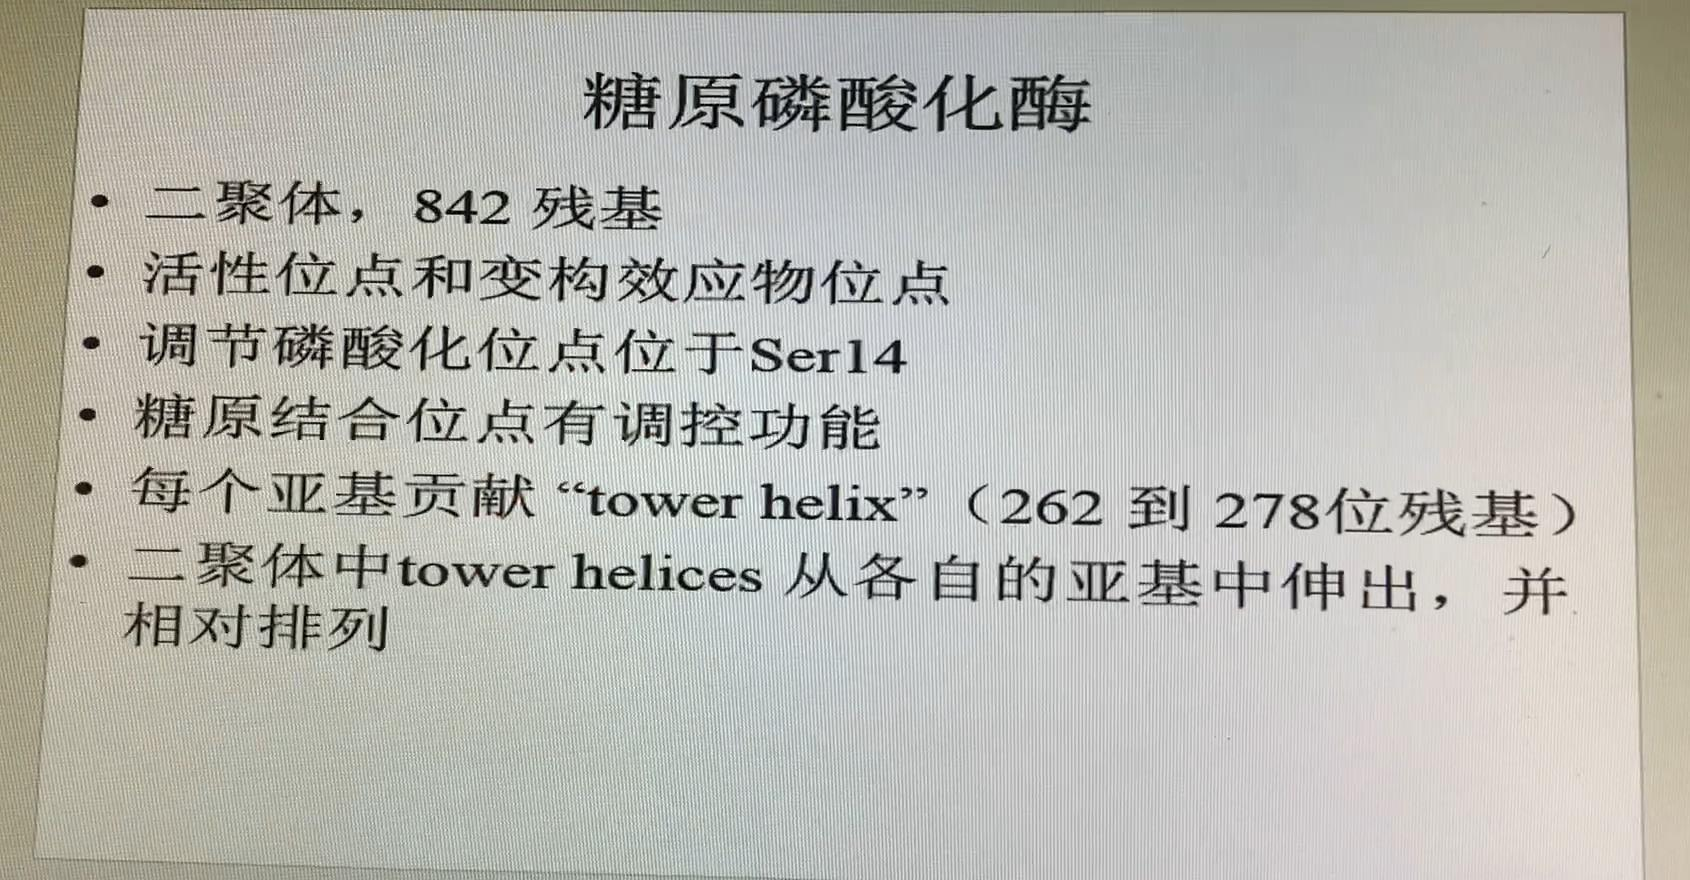 糖原磷酸化酶
• 二聚体，842 残基
• 活性位点和变构效应物位点
• 调节磷酸化位点位于Ser14
• 糖原结合位点有调控功能
• 每个亚基贡献 “tower helix”（262 到 278位残基）
• 二聚体中tower helices 从各自的亚基中伸出，并
相对排列